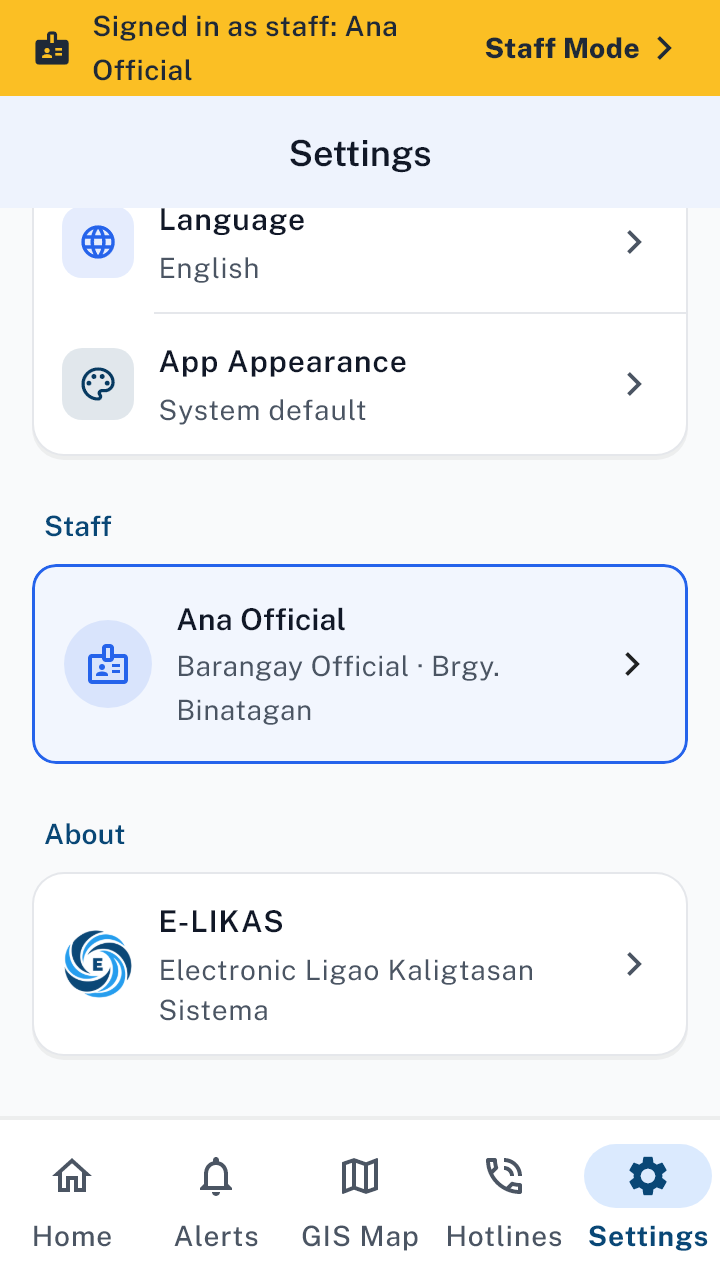 Signed in as staff: Ana
Official
Staff Mode
Settings
Language
English
App Appearance
System default
Staff
Ana Official
Barangay Official · Brgy.
Binatagan
About
E
E-LIKAS
Electronic Ligao Kaligtasan
Sistema
Home
Alerts
GIS Map
Hotlines
Settings